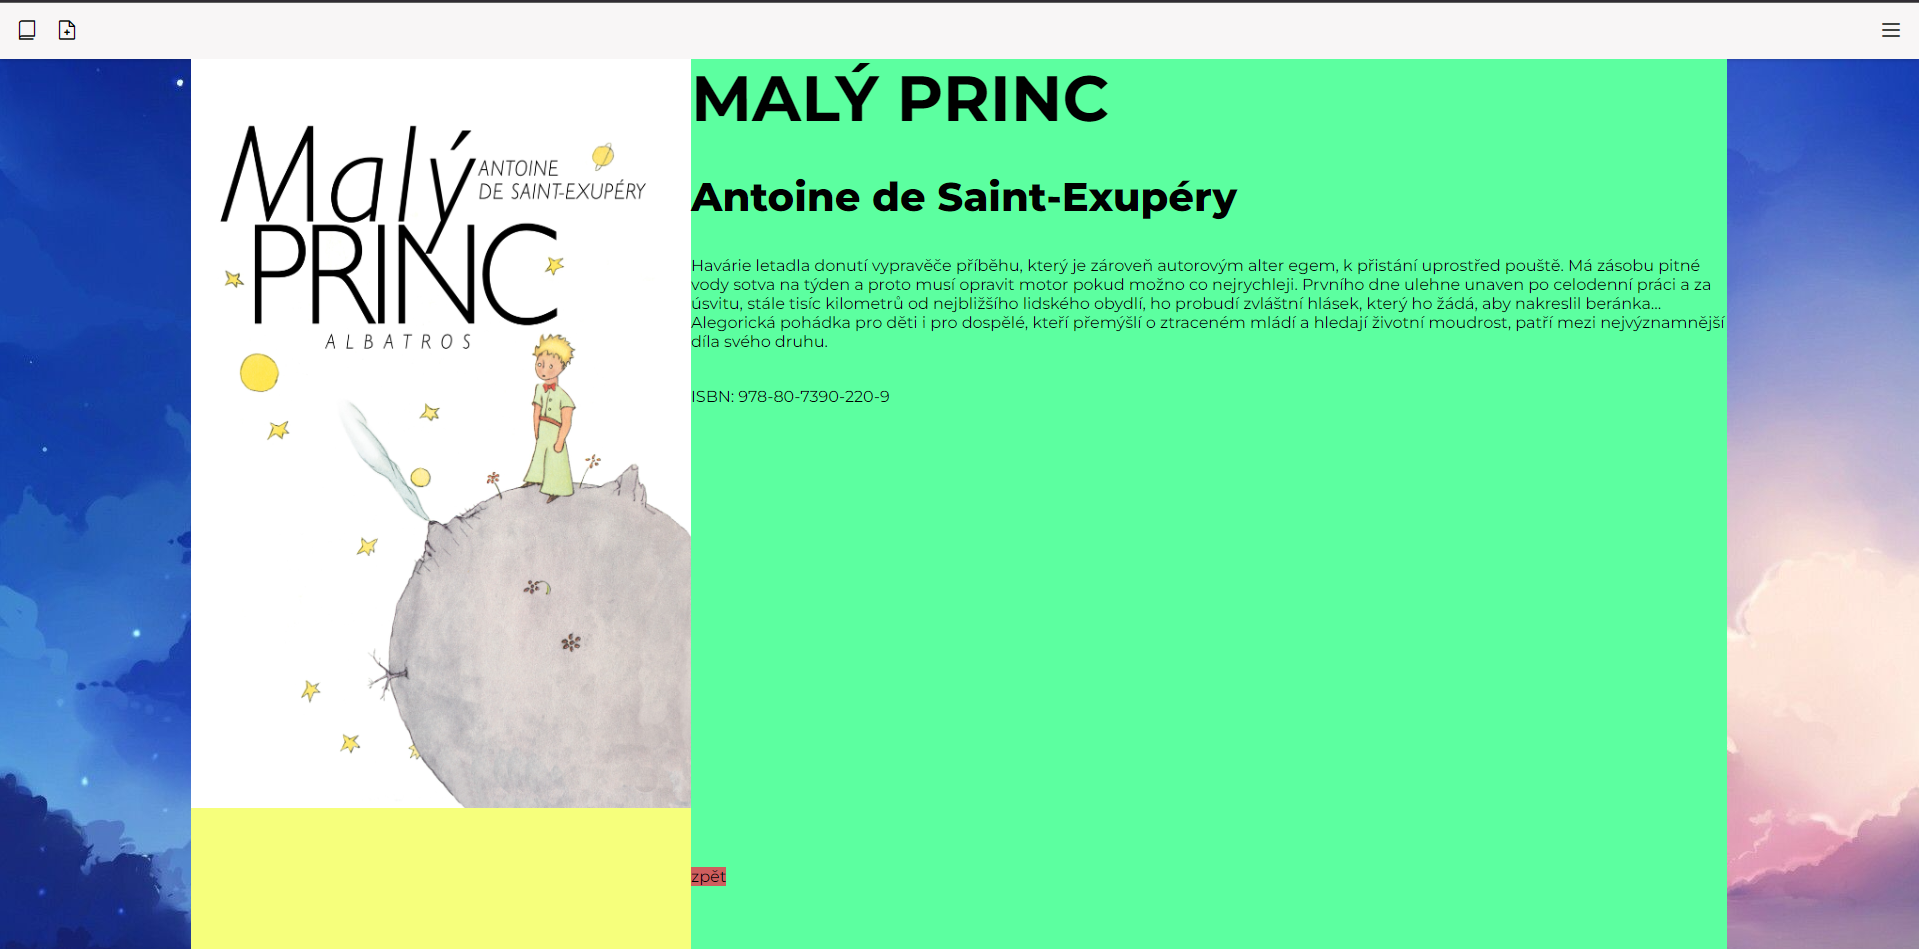 Malý
ANTOINE
DE SAINT-EXUPÉRY
PRINC
ALBATROS
MALÝ PRINC
Antoine de Saint-Exupéry
Havárie letadla donutí vypravěče příběhu, který je zároveň autorovým alter egem, k přistání uprostřed pouště. Má zásobu pitné
vody sotva na týden a proto musí opravit motor pokud možno co nejrychleji. Prvního dne ulehne unaven po celodenní práci a za
úsvitu, stále tisíc kilometrů od nejbližšího lidského obydlí, ho probudí zvláštní hlásek, který ho žádá, aby nakreslil beránka...
Alegorická pohádka pro děti i pro dospělé, kteří přemýšlí o ztraceném mládí a hledají životní moudrost, patří mezi nejvýznamnější
díla svého druhu.
ISBN: 978-80-7390-220-9
zpět